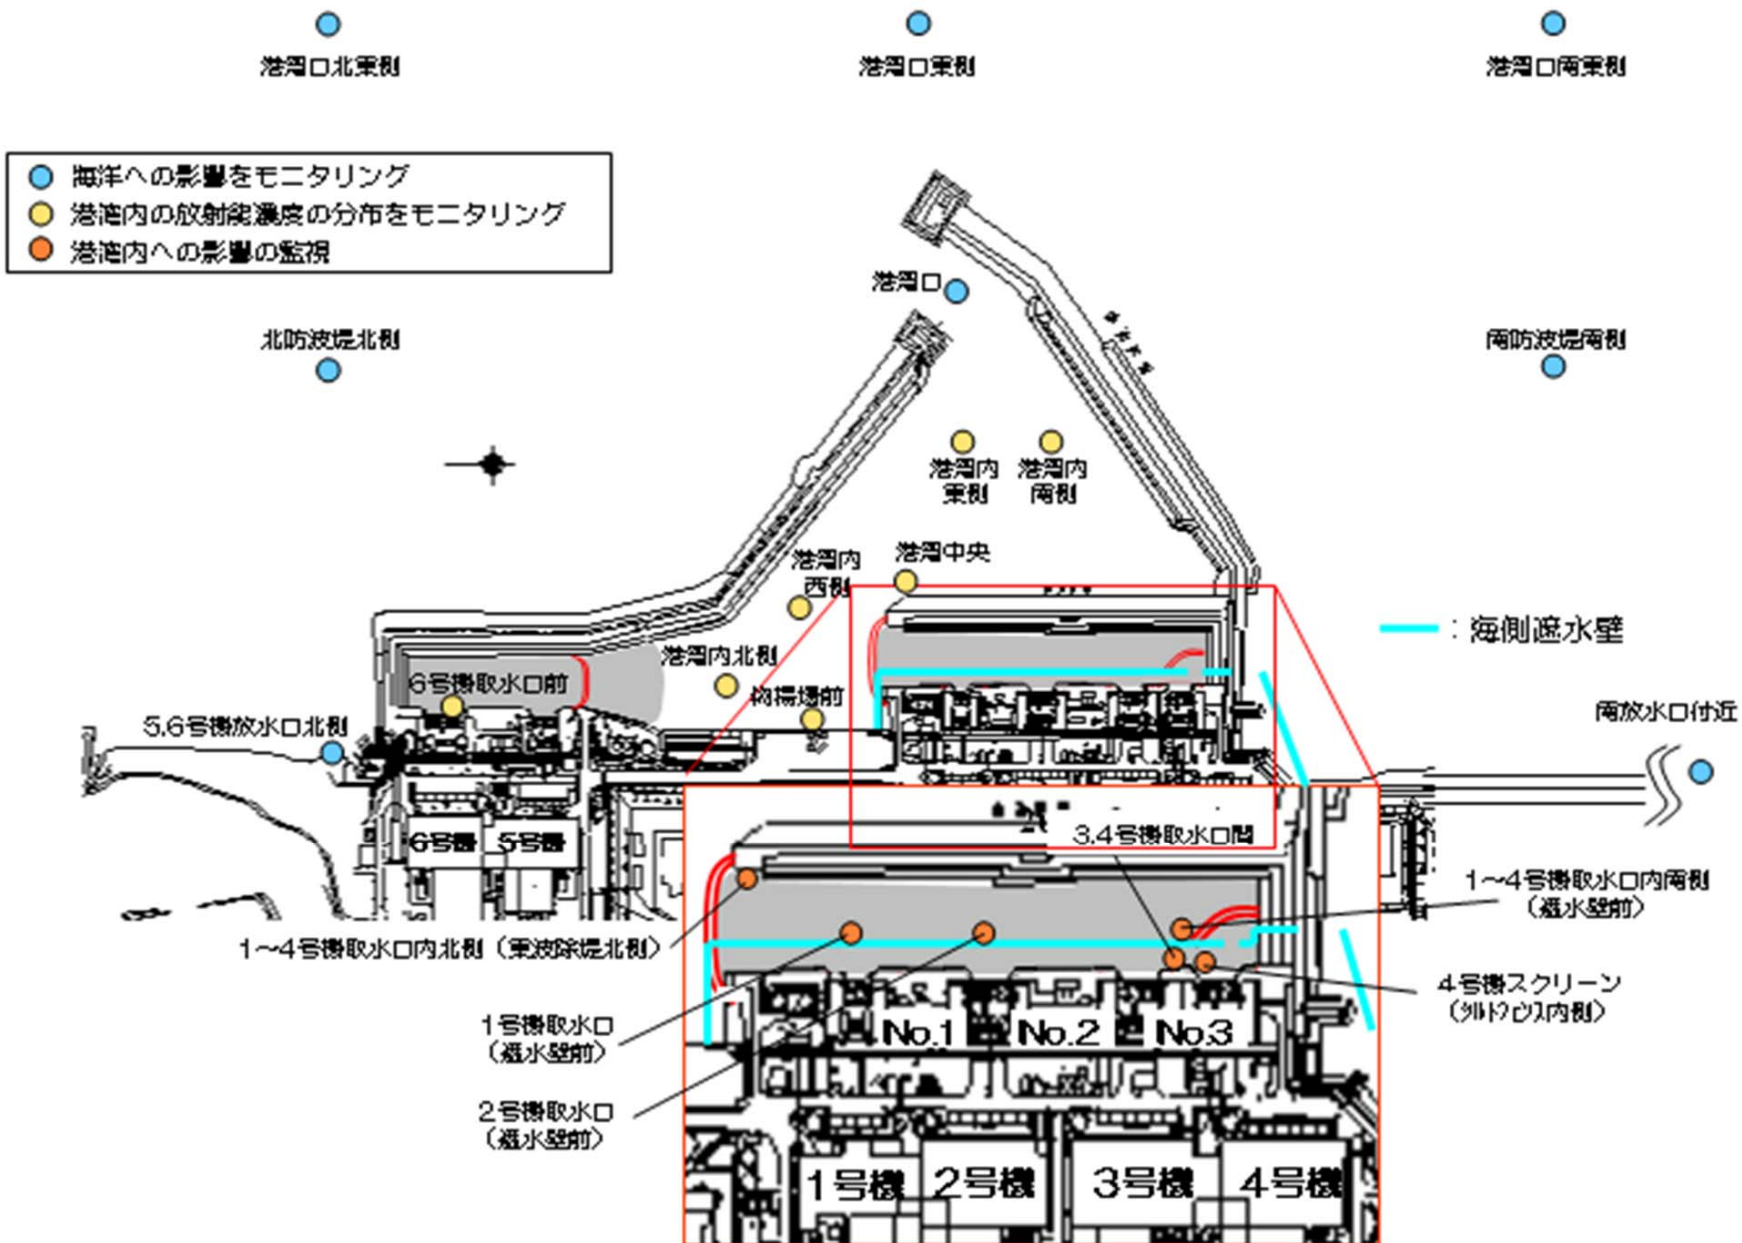 港湾口北東側
港湾口東側
港湾口南東側
海洋への影響をモニタリング
港湾内の放射能濃度の分布をモニタリング
港湾内への影響の監視
港湾口
北防波堤北側
南防波堤南側
港湾内
東側
港湾内
南側
港湾中央
港湾内
西側
：海側遮水壁
港湾内北側
6号機取水口前
物揚場前
南放水口付近
5.6号機放水口北側
6号機
5号機
3.4号機取水口間
1～4号機取水口内南側
（遮水壁前）
1～4号機取水口内北側（東波除堤北側）
4号機スクリーン
（シルトフェンス内側）
1号機取水口
（遮水壁前）
No.1
No.2
No.3
2号機取水口
（遮水壁前）
1号機
2号機
3号機
4号機